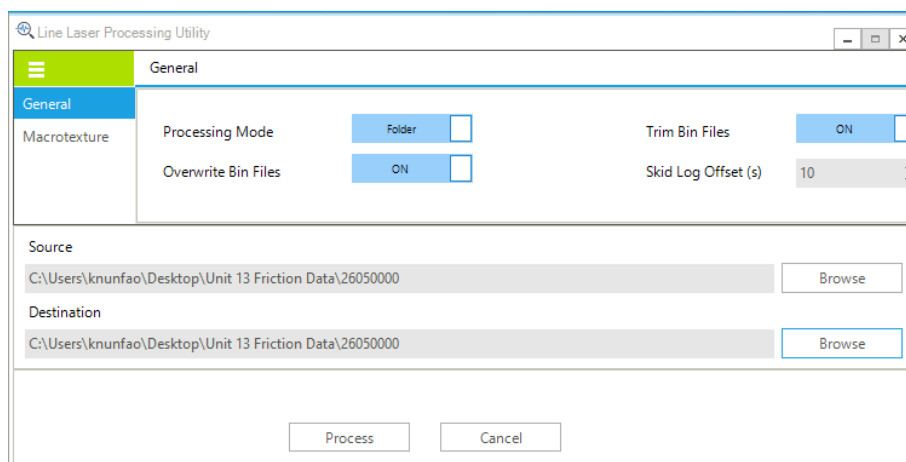 Line Laser Processing Utility
General
General
Macrotexture
Processing Mode Folder Trim Bin Files ON
Overwrite Bin Files ON Skid Log Offset (s) 10
Source
C:\Users\knunfao\Desktop\Unit 13 Friction Data\26050000 Browse
Destination
C:\Users\knunfao\Desktop\Unit 13 Friction Data\26050000 Browse
Process Cancel